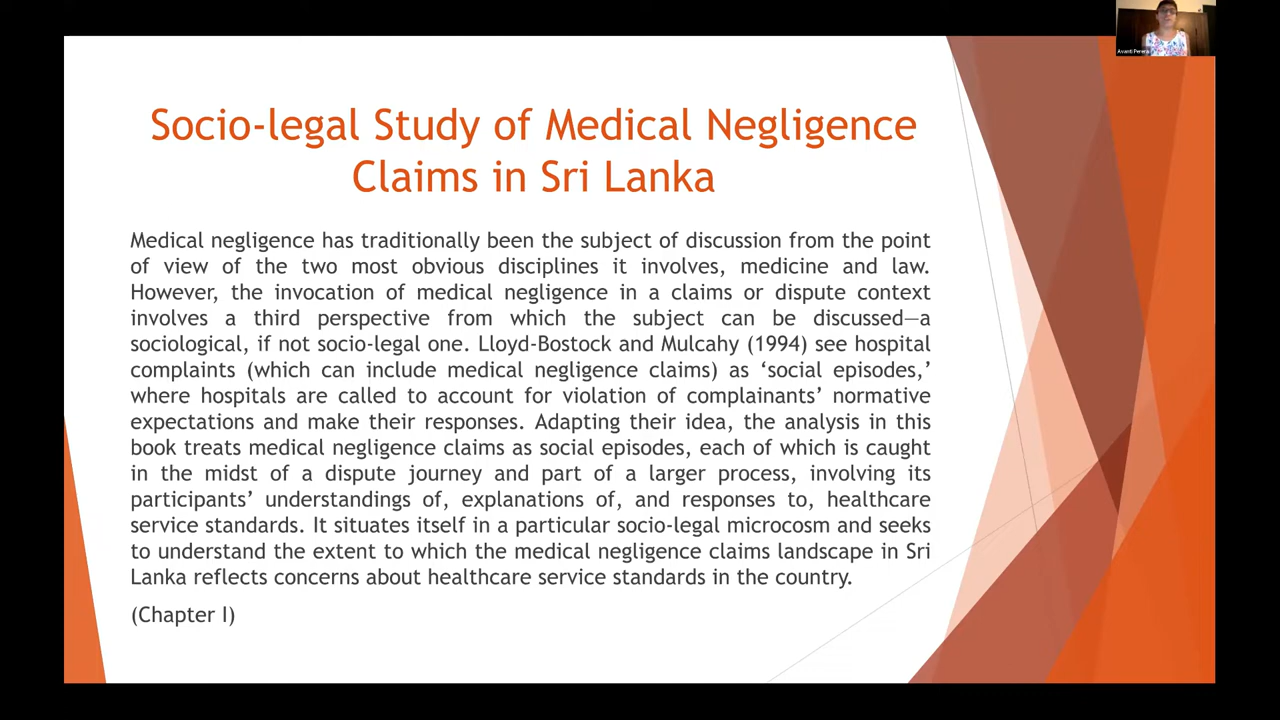 Avanti Perera
Socio-legal Study of Medical Negligence
Claims in Sri Lanka
Medical negligence has traditionally been the subject of discussion from the point
of view of the two most obvious disciplines it involves, medicine and law.
However, the invocation of medical negligence in a claims or dispute context
involves a third perspective from which the subject can be discussed—a
sociological, if not socio-legal one. Lloyd-Bostock and Mulcahy (1994) see hospital
complaints (which can include medical negligence claims) as ‘social episodes,’
where hospitals are called to account for violation of complainants’ normative
expectations and make their responses. Adapting their idea, the analysis in this
book treats medical negligence claims as social episodes, each of which is caught
in the midst of a dispute journey and part of a larger process, involving its
participants’ understandings of, explanations of, and responses to, healthcare
service standards. It situates itself in a particular socio-legal microcosm and seeks
to understand the extent to which the medical negligence claims landscape in Sri
Lanka reflects concerns about healthcare service standards in the country.
(Chapter I)